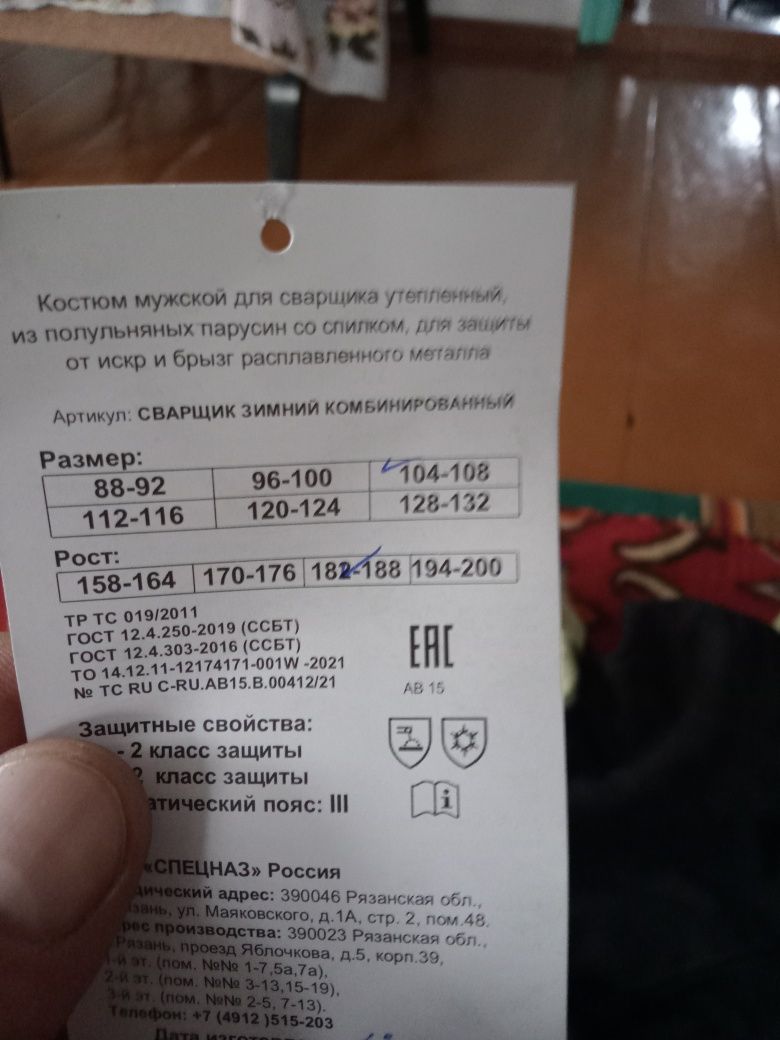 Костюм мужской для сварщика утепленный,
из полульняных парусин со спилком, для защиты
от искр и брызг расплавленного металла
Артикул: СВАРЩИК ЗИМНИЙ КОМБИНИРОВАННЫЙ
Размер:
88-92 96-100 104-108
112-116 120-124 128-132
Рост:
158-164 170-176 182-188 194-200
ТР ТС 019/2011
ГОСТ 12.4.250-2019 (ССБТ)
ГОСТ 12.4.303-2016 (ССБТ)
ТО 14.12.11-12174171-001W -2021
№ ТС RU C-RU.АВ15.В.00412/21
ЕАС
АВ 15
Защитные свойства:
- 2 класс защиты
2 класс защиты
пояс: III
«СПЕЦНАЗ» Россия
адрес: 390046 Рязанская обл.,
ул. Маяковского, д.1А, стр. 2, пом.48.
производства: 390023 Рязанская обл.,
Рязань, проезд Яблочкова, д.5, корп.39,
1-й эт. (пом. №№ 1-7,5а,7а),
2-й эт. (пом. №№ 3-13,15-19),
3-й эт. (пом. №№ 2-5, 7-13).
Телефон: +7 (4912 )515-203
Дата